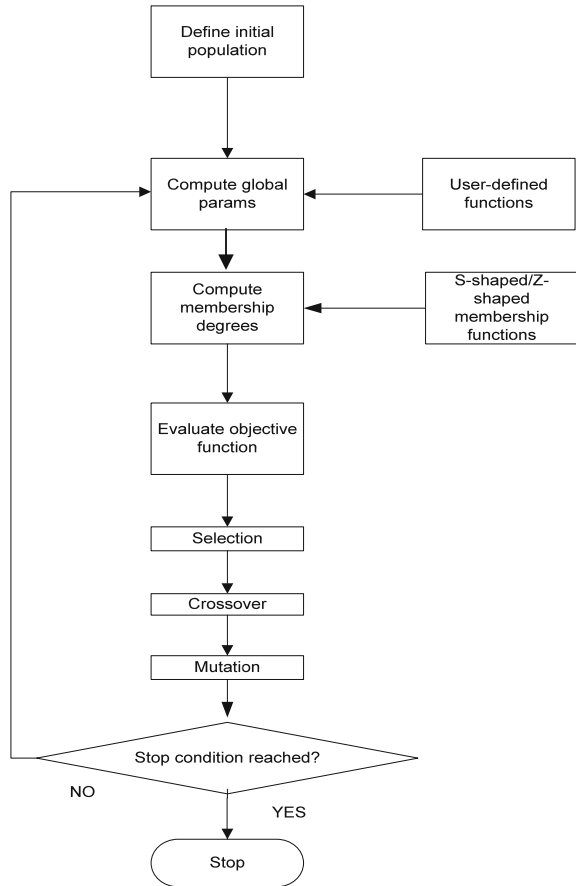 Define initial
population
Compute global
params
User-defined
functions
Compute
membership
degrees
S-shaped/Z-
shaped
membership
functions
Evaluate objective
function
Selection
Crossover
Mutation
Stop condition reached?
NO
YES
Stop